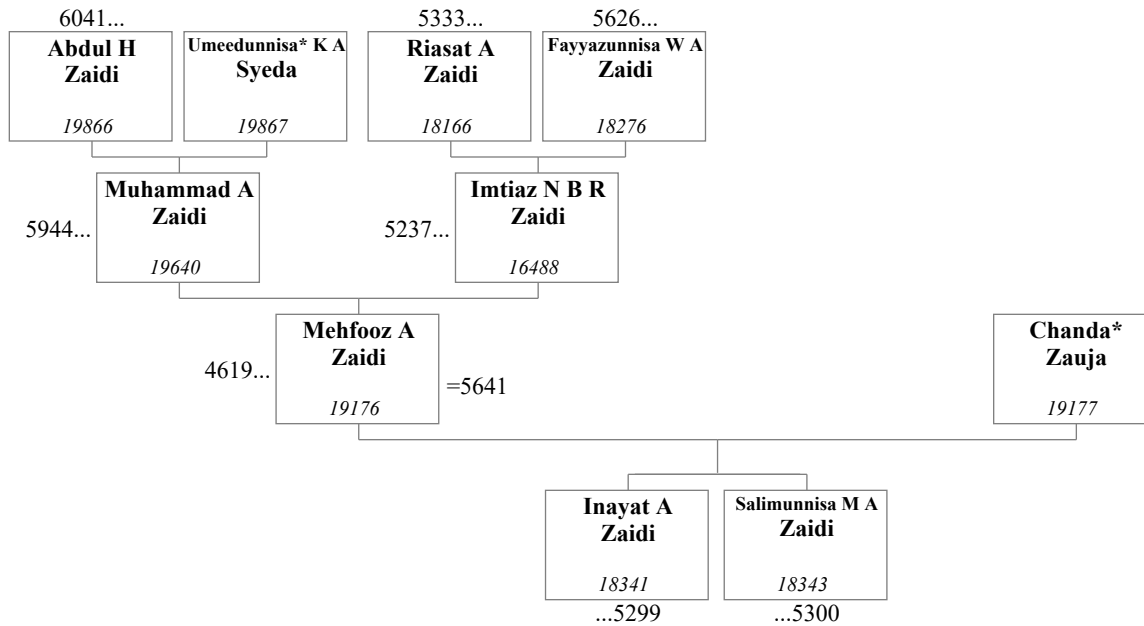 6041...
5333...
5626...
Abdul H
Zaidi
19866
Umeedunnisa* K A
Syeda
19867
Riasat A
Zaidi
18166
Fayyazunnisa W A
Zaidi
18276
5944...
Muhammad A
Zaidi
19640
5237...
Imtiaz N B R
Zaidi
16488
4619...
Mehfooz A
Zaidi
19176
=5641
Chanda*
Zauja
19177
Inayat A
Zaidi
18341
...5299
Salimunnisa M A
Zaidi
18343
...5300